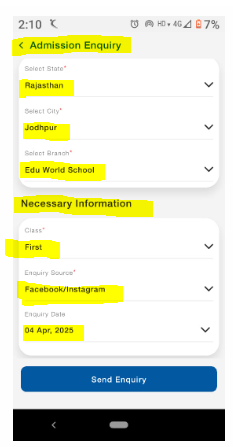 2:10 HD 4G 7%
< Admission Enquiry
Select State*
Rajasthan
Select City*
Jodhpur
Select Branch*
Edu World School
Necessary Information
Class*
First
Enquiry Source*
Facebook/Instagram
Enquiry Date
04 Apr, 2025
Send Enquiry